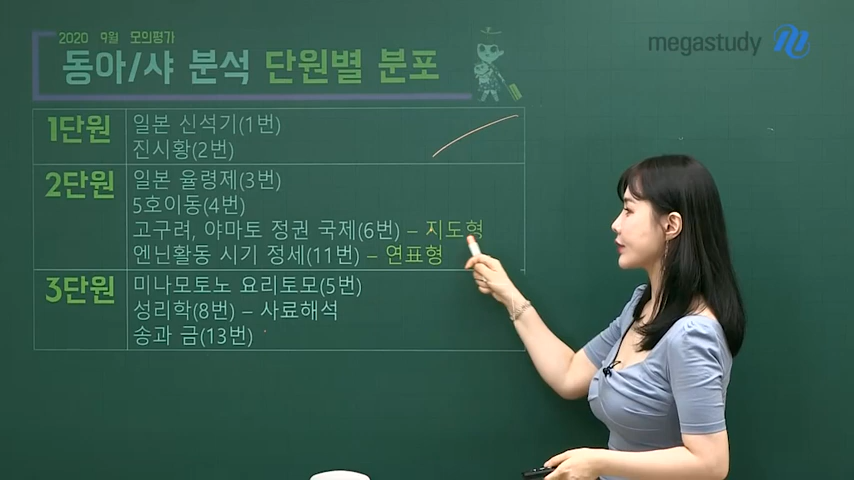 2020 9월 모의평가
동아/샤 분석 단원별 분포
megastudy
1단원
일본 신석기(1번)
진시황(2번)
2단원
일본 율령제(3번)
5호이동(4번)
고구려, 야마토 정권 국제(6번) – 지도형
엔닌활동 시기 정세(11번) – 연표형
3단원
미나모토노 요리토모(5번)
성리학(8번) – 사료해석
송과 금(13번)